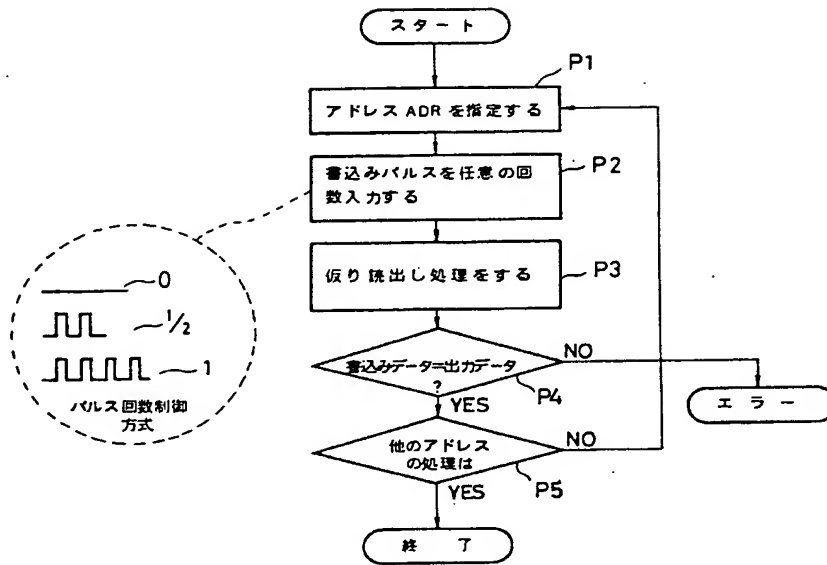 スタート
P1
アドレス ADR を指定する
書込みパルスを任意の回
数入力する
P2
仮り読出し処理をする
P3
0
1/2
1
パルス回数制御
方式
書込みデータ=出力データ
?
NO
P4
YES
エラー
他のアドレス
の処理は
NO
P5
YES
終了